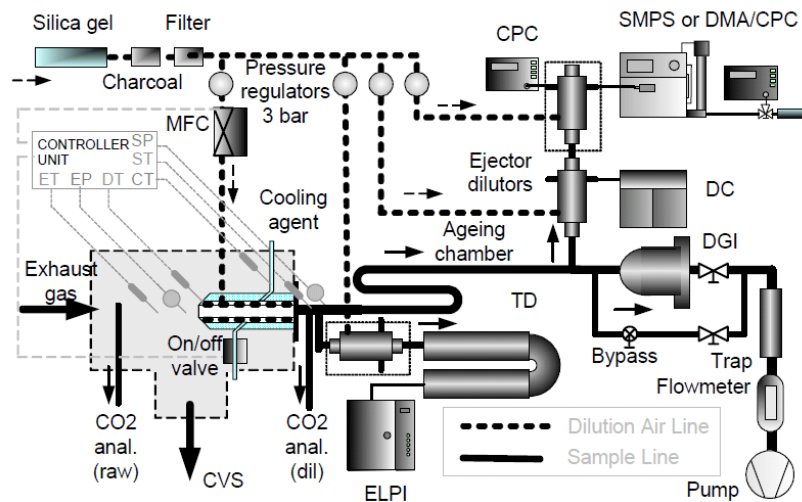 Silica gel
Filter
Charcoal
Pressure
regulators
3 bar
CPC
SMPS or DMA/CPC
MFC
CONTROLLER
UNIT
SP
ST
ET EP DT CT
Cooling
agent
Ejector
dilutors
DC
Ageing
chamber
DGI
Exhaust
gas
TD
On/off
valve
Bypass
Trap
Flowmeter
CO2
anal.
(raw)
CVS
CO2
anal.
(dil)
ELPI
Dilution Air Line
Sample Line
Pump